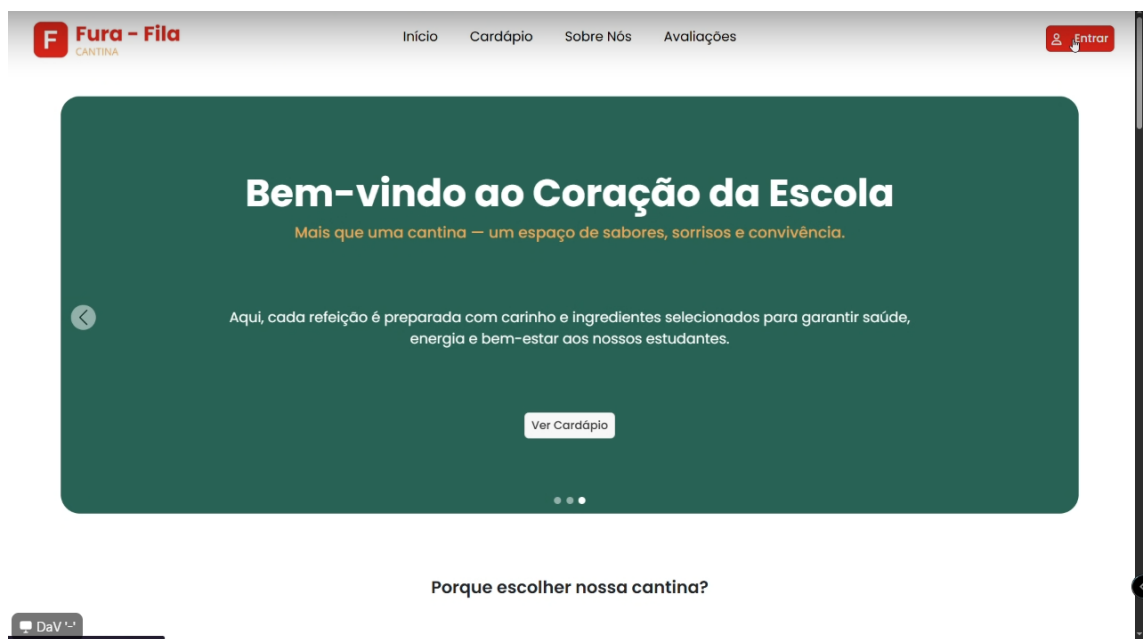 F
Fura - Fila
CANTINA
Início
Cardápio
Sobre Nós
Avaliações
Entrar
Bem-vindo ao Coração da Escola
Mais que uma cantina — um espaço de sabores, sorrisos e convivência.
Aqui, cada refeição é preparada com carinho e ingredientes selecionados para garantir saúde,
energia e bem-estar aos nossos estudantes.
Ver Cardápio
Porque escolher nossa cantina?
DaV '-'